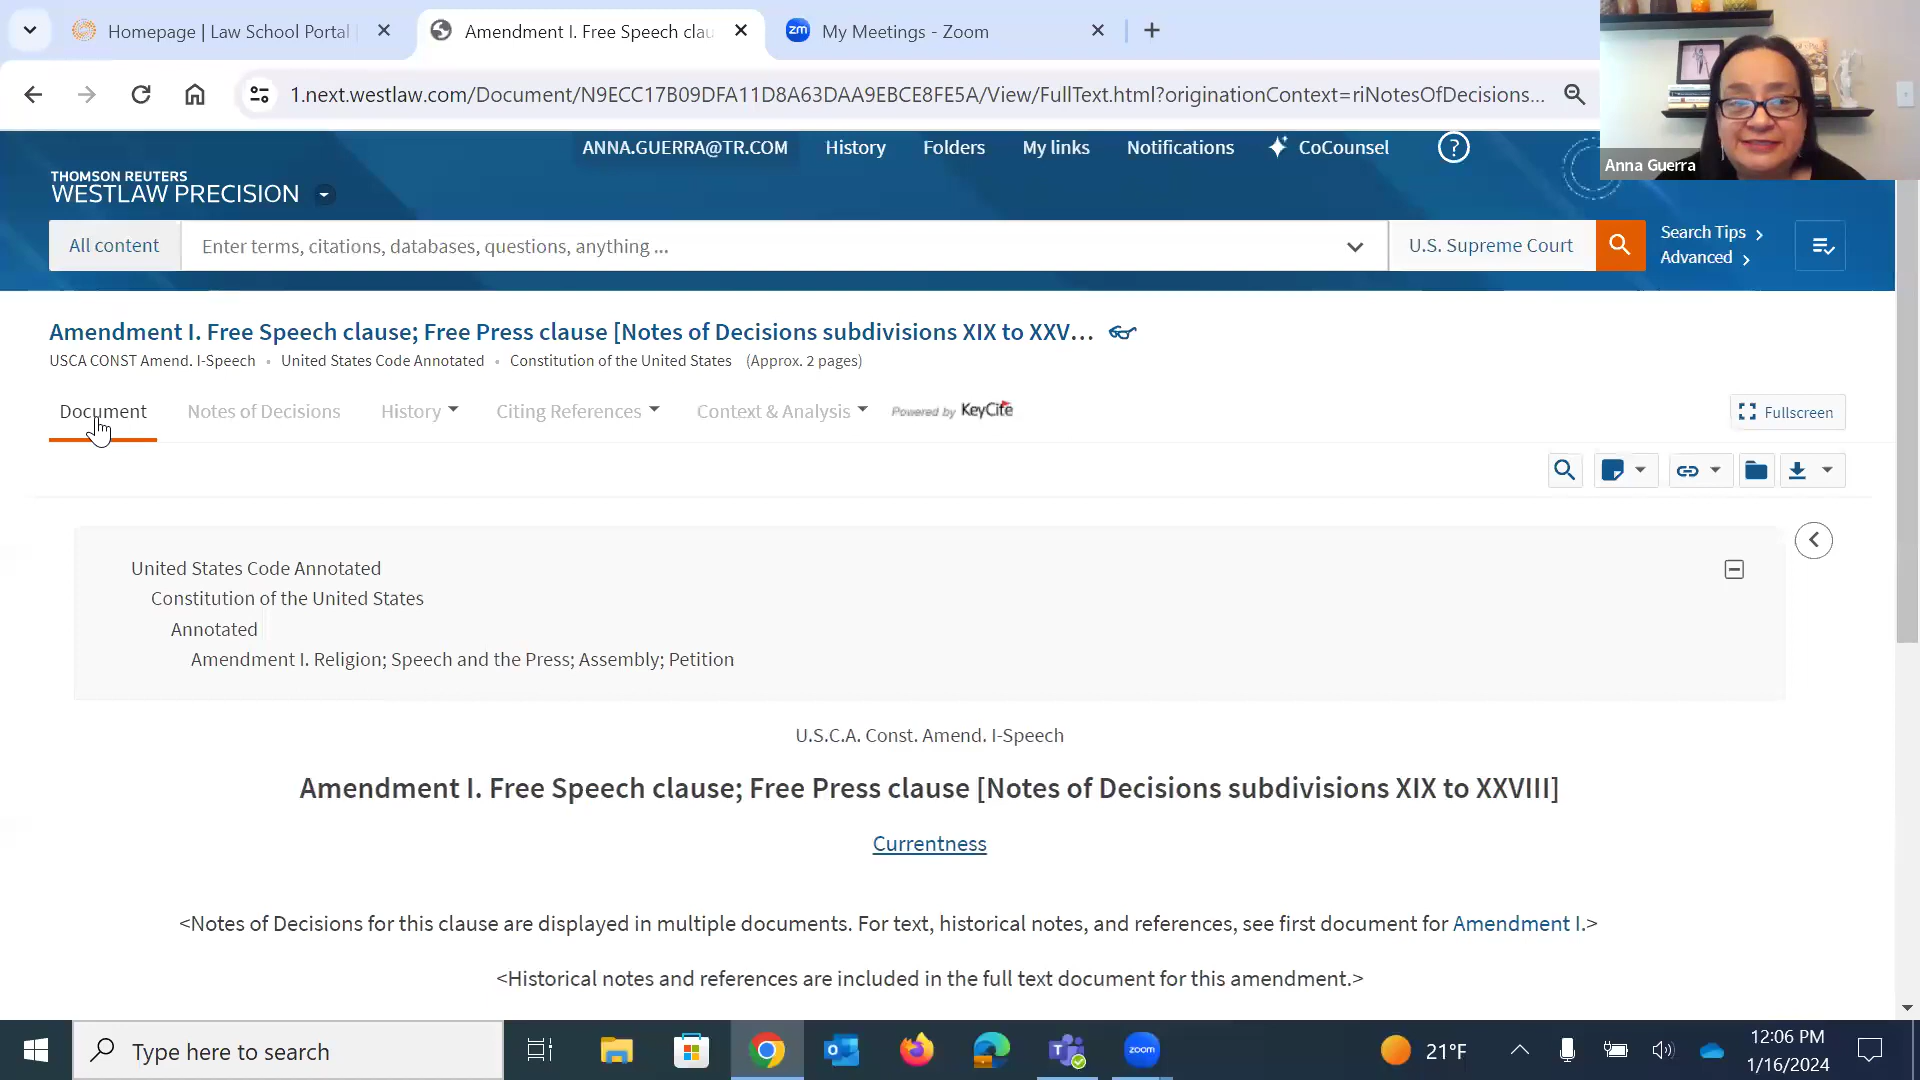 Homepage | Law School Portal
Amendment I. Free Speech clau
zm My Meetings - Zoom
1.next.westlaw.com/Document/N9ECC17B09DFA11D8A63DAA9EBCE8FE5A/View/FullText.html?originationContext=riNotesOfDecisions...
Anna Guerra
ANNA.GUERRA@TR.COM History Folders My links Notifications CoCounsel ?
THOMSON REUTERS
WESTLAW PRECISION
All content Enter terms, citations, databases, questions, anything ... U.S. Supreme Court
Search Tips
Advanced
Amendment I. Free Speech clause; Free Press clause [Notes of Decisions subdivisions XIX to XXV...
USCA CONST Amend. I-Speech • United States Code Annotated • Constitution of the United States (Approx. 2 pages)
Document Notes of Decisions History Citing References Context & Analysis Powered by KeyCite Fullscreen
United States Code Annotated
Constitution of the United States
Annotated
Amendment I. Religion; Speech and the Press; Assembly; Petition
U.S.C.A. Const. Amend. I-Speech
Amendment I. Free Speech clause; Free Press clause [Notes of Decisions subdivisions XIX to XXVIII]
Currentness
<Notes of Decisions for this clause are displayed in multiple documents. For text, historical notes, and references, see first document for Amendment I.>
<Historical notes and references are included in the full text document for this amendment.>
Type here to search
zoom
21°F
12:06 PM
1/16/2024